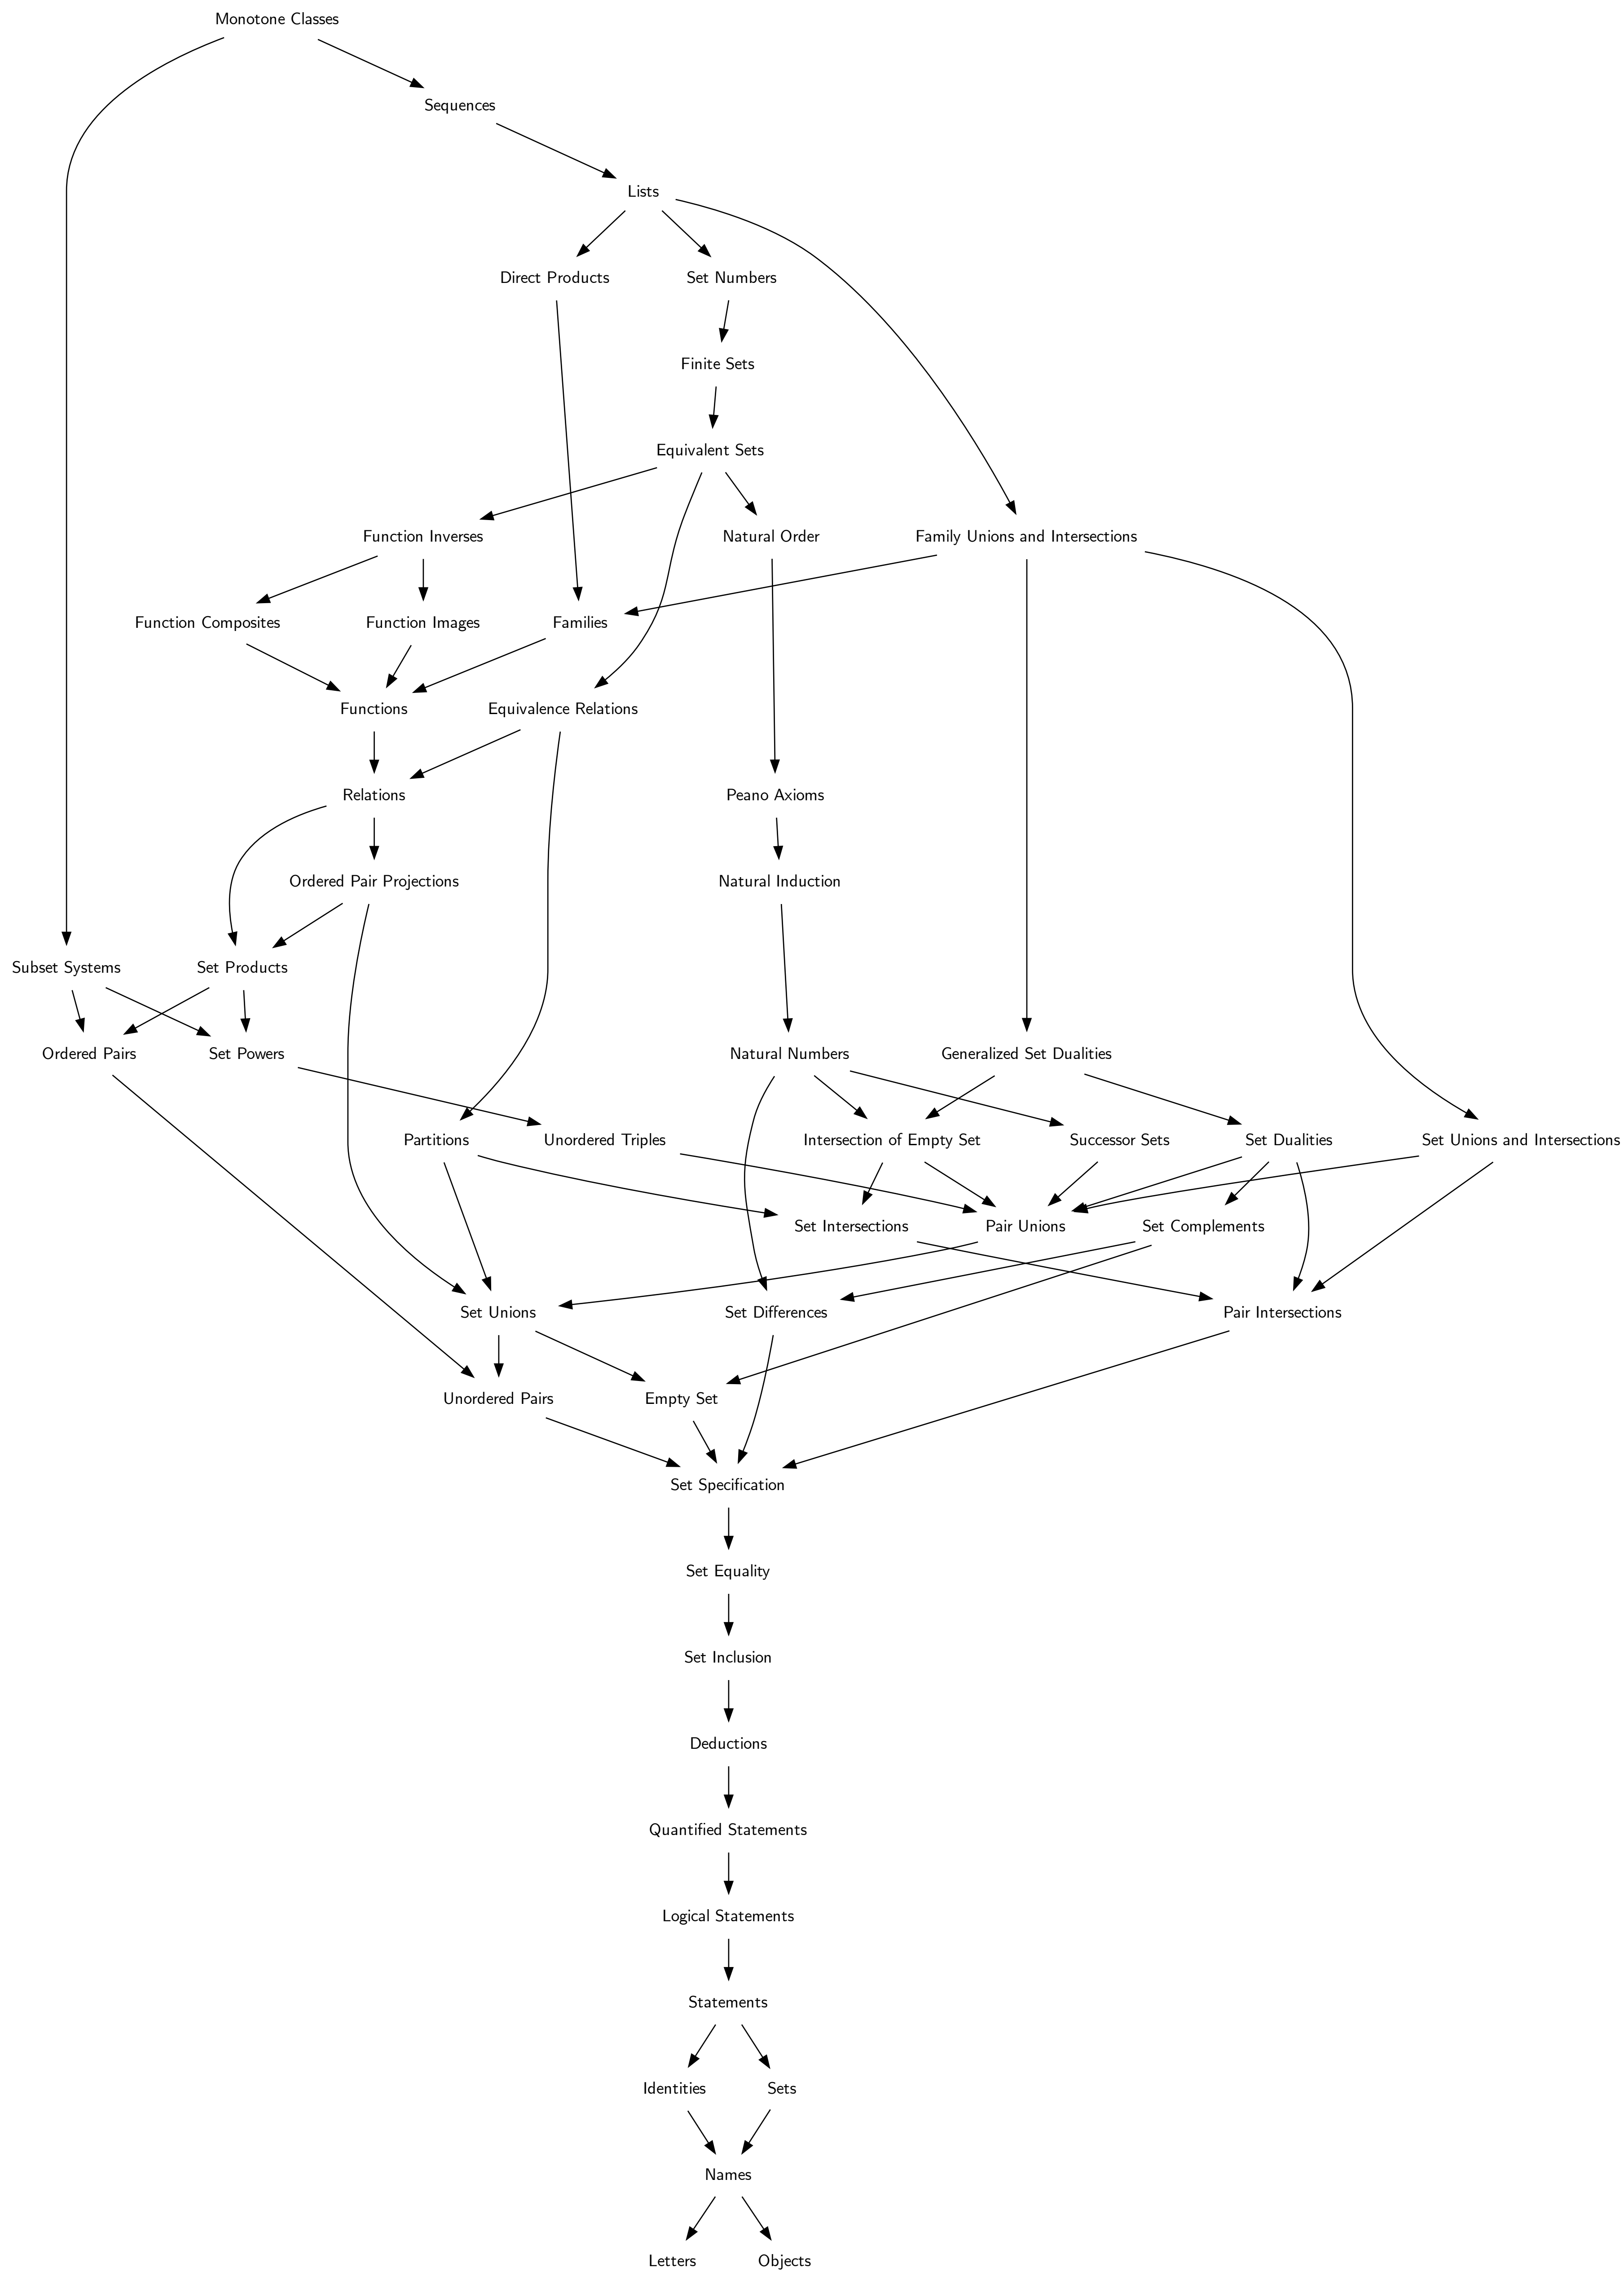 Monotone Classes
Sequences
Lists
Direct Products
Set Numbers
Finite Sets
Equivalent Sets
Function Inverses
Natural Order
Family Unions and Intersections
Function Composites
Function Images
Families
Functions
Equivalence Relations
Relations
Peano Axioms
Ordered Pair Projections
Natural Induction
Subset Systems
Set Products
Ordered Pairs
Set Powers
Natural Numbers
Generalized Set Dualities
Partitions
Unordered Triples
Intersection of Empty Set
Successor Sets
Set Dualities
Set Unions and Intersections
Set Intersections
Pair Unions
Set Complements
Set Unions
Set Differences
Pair Intersections
Unordered Pairs
Empty Set
Set Specification
Set Equality
Set Inclusion
Deductions
Quantified Statements
Logical Statements
Statements
Identities
Sets
Names
Letters
Objects